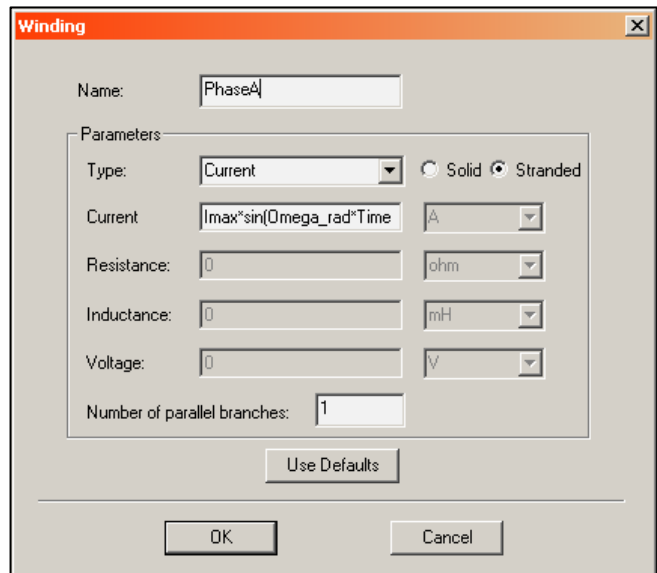 Winding
Name: PhaseA
Parameters
Type: Current Solid Stranded
Current Imax*sin(Omega_rad*Time A
Resistance: 0 ohm
Inductance: 0 mH
Voltage: 0 V
Number of parallel branches: 1
Use Defaults
OK Cancel